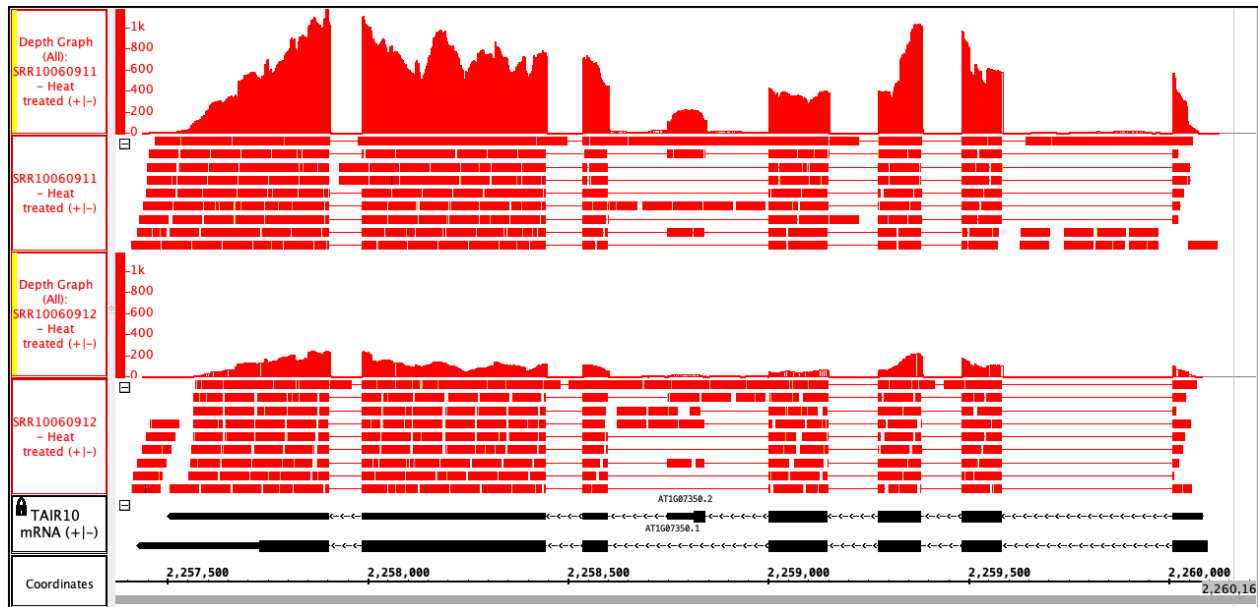 Depth Graph
(All):
SRR10060911
– Heat
treated (+|–)
1k
800
600
400
200
0
SRR10060911
– Heat
treated (+|–)
Depth Graph
(All):
SRR10060912
– Heat
treated (+|–)
1k
800
600
400
200
0
SRR10060912
– Heat
treated (+|–)
TAIR10
mRNA (+|–)
AT1G07350.2
AT1G07350.1
Coordinates
2,257,500 2,258,000 2,258,500 2,259,000 2,259,500 2,260,000
2,260,16